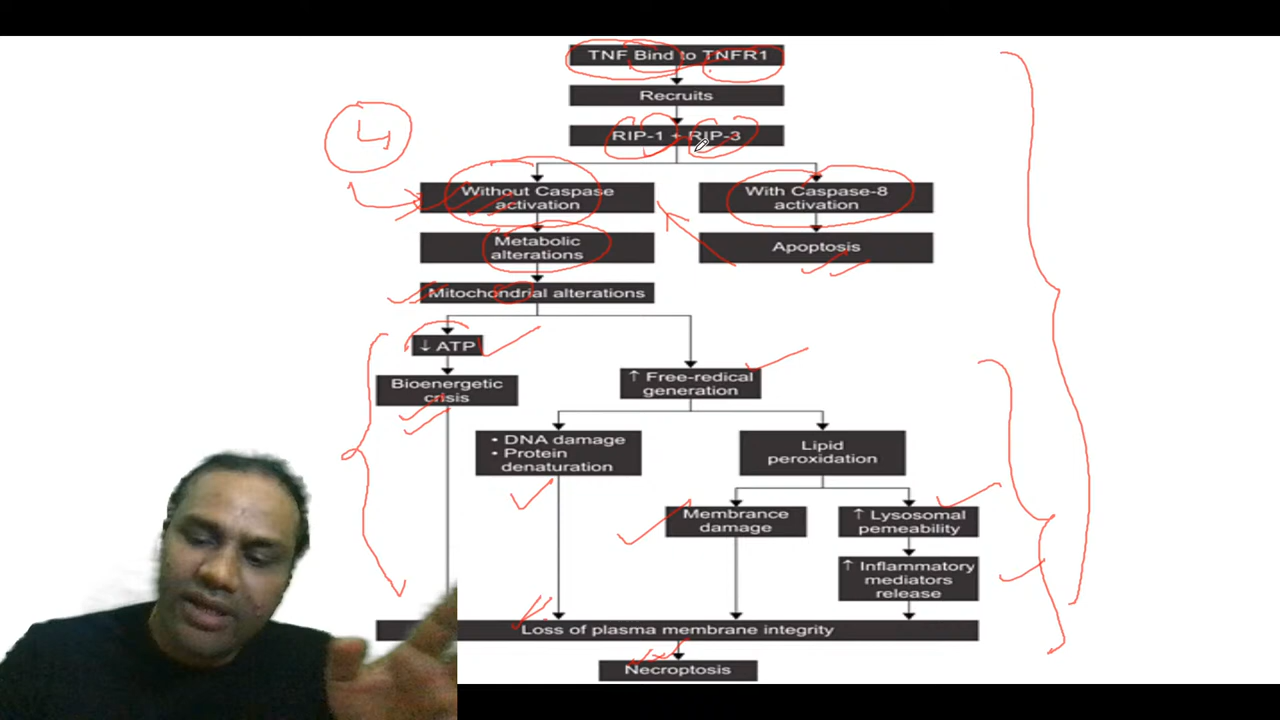 TNF Bind to TNFR1
Recruits
RIP-1 + RIP-3
4
Without Caspase
activation
With Caspase-8
activation
Metabolic
alterations
Apoptosis
Mitochondrial alterations
↓ ATP
Bioenergetic
crisis
↑ Free-redical
generation
• DNA damage
• Protein
denaturation
Lipid
peroxidation
Membrance
damage
↑ Lysosomal
pemeability
↑ Inflammatory
mediators
release
Loss of plasma membrane integrity
Necroptosis